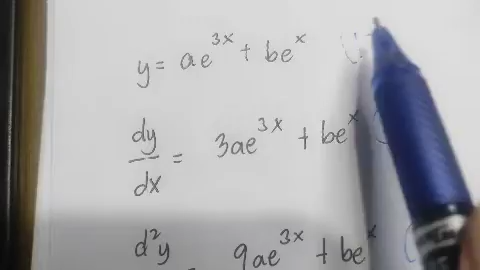 y = ae^3x + be^x
dy/dx = 3ae^3x + be^x
d²y = 9ae^3x + be^x